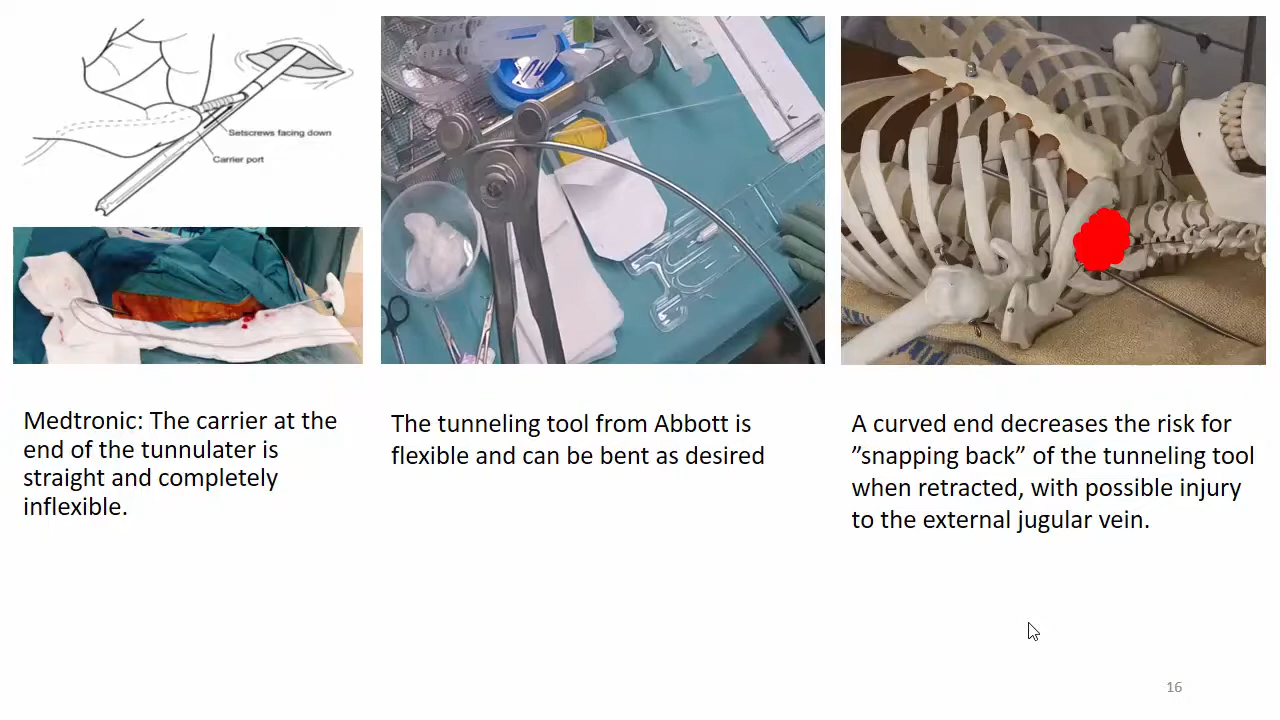 Setscrews facing down
Carrier port
Medtronic: The carrier at the
end of the tunnulater is
straight and completely
inflexible.
The tunneling tool from Abbott is
flexible and can be bent as desired
A curved end decreases the risk for
”snapping back” of the tunneling tool
when retracted, with possible injury
to the external jugular vein.
16